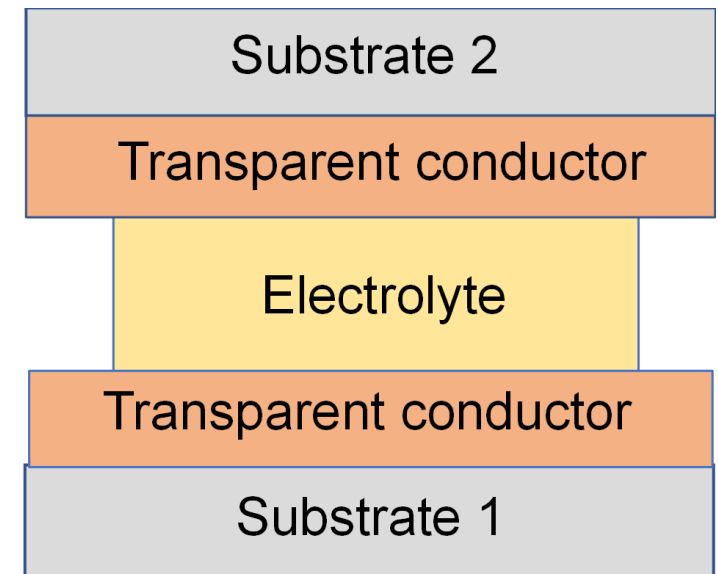 Substrate 2
Transparent conductor
Electrolyte
Transparent conductor
Substrate 1